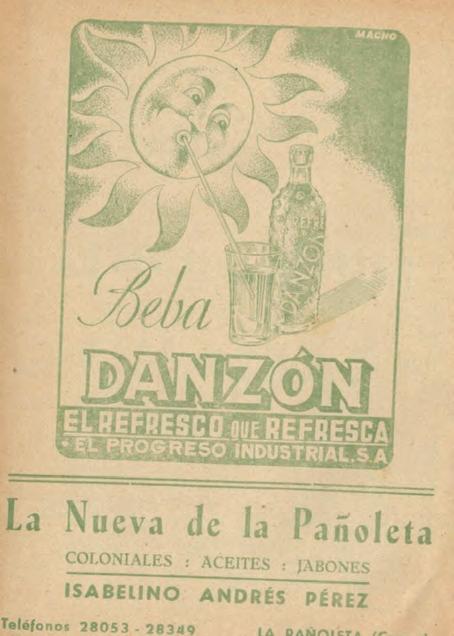 MACHO
DANZÓN
Beba
DANZÓN
EL REFRESCO QUE REFRESCA
EL PROGRESO INDUSTRIAL, S.A
La Nueva de la Pañoleta
COLONIALES : ACEITES : JABONES
ISABELINO ANDRÉS PÉREZ
Teléfonos 28053 - 28349 LA PAÑOLETA